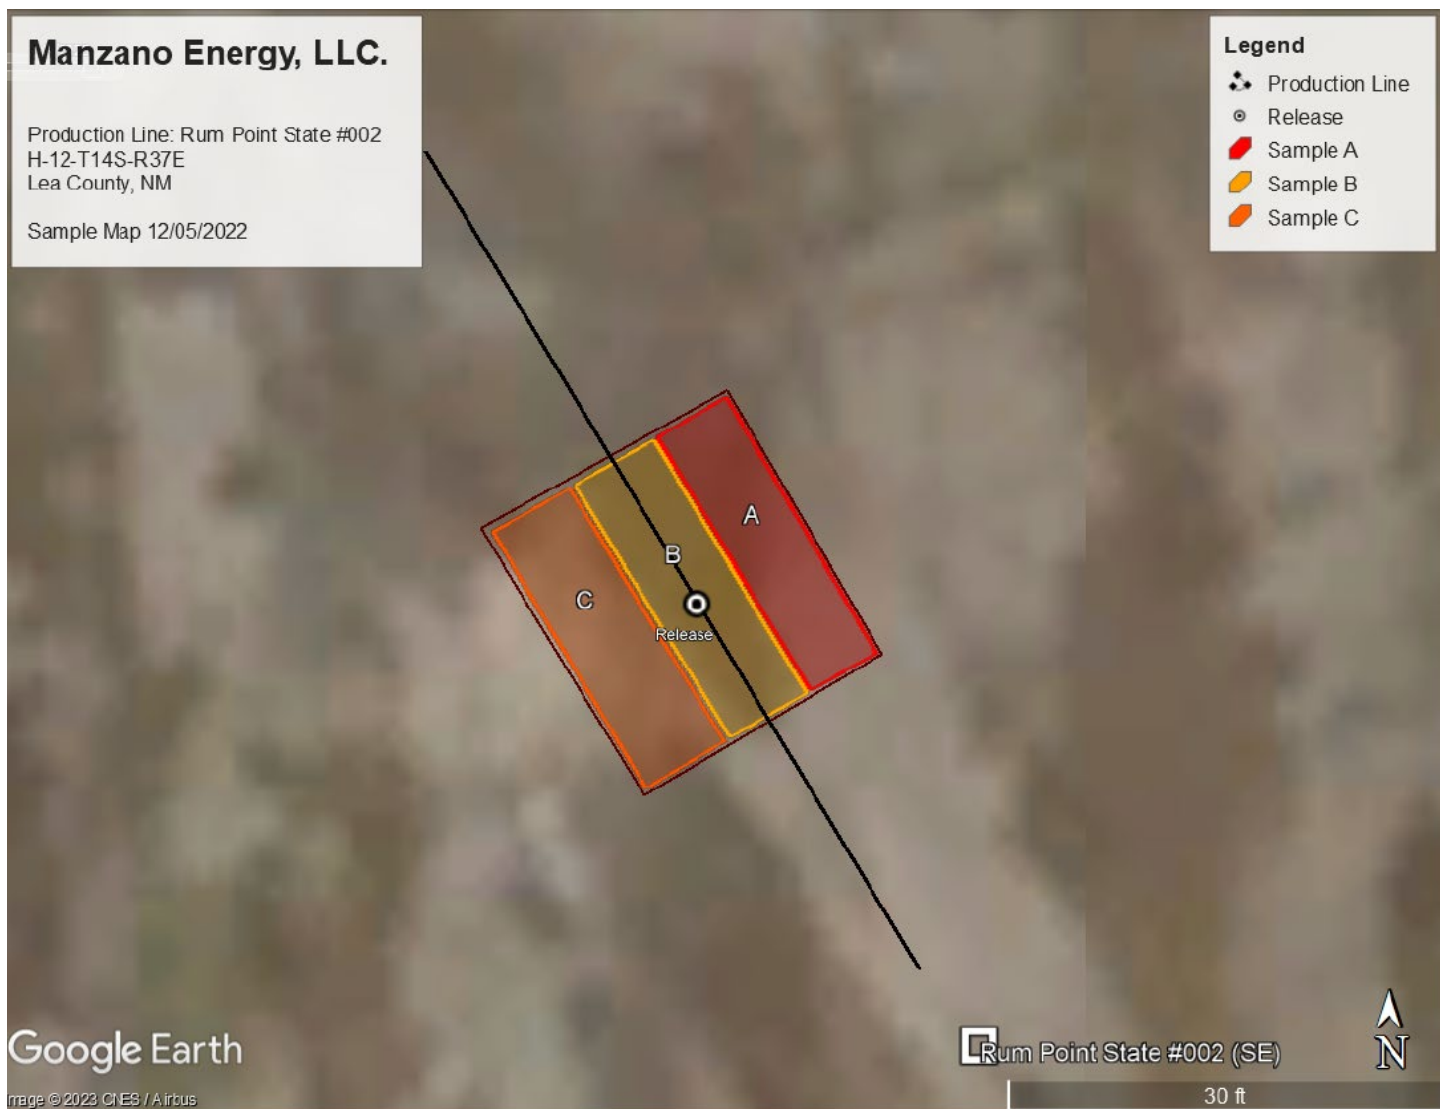 Manzano Energy, LLC.
Production Line: Rum Point State #002
H-12-T14S-R37E
Lea County, NM
Sample Map 12/05/2022
Legend
Production Line
Release
Sample A
Sample B
Sample C
A
B
C
Release
Google Earth
mage © 2023 CNES / Airbus
Rum Point State #002 (SE)
N
30 ft